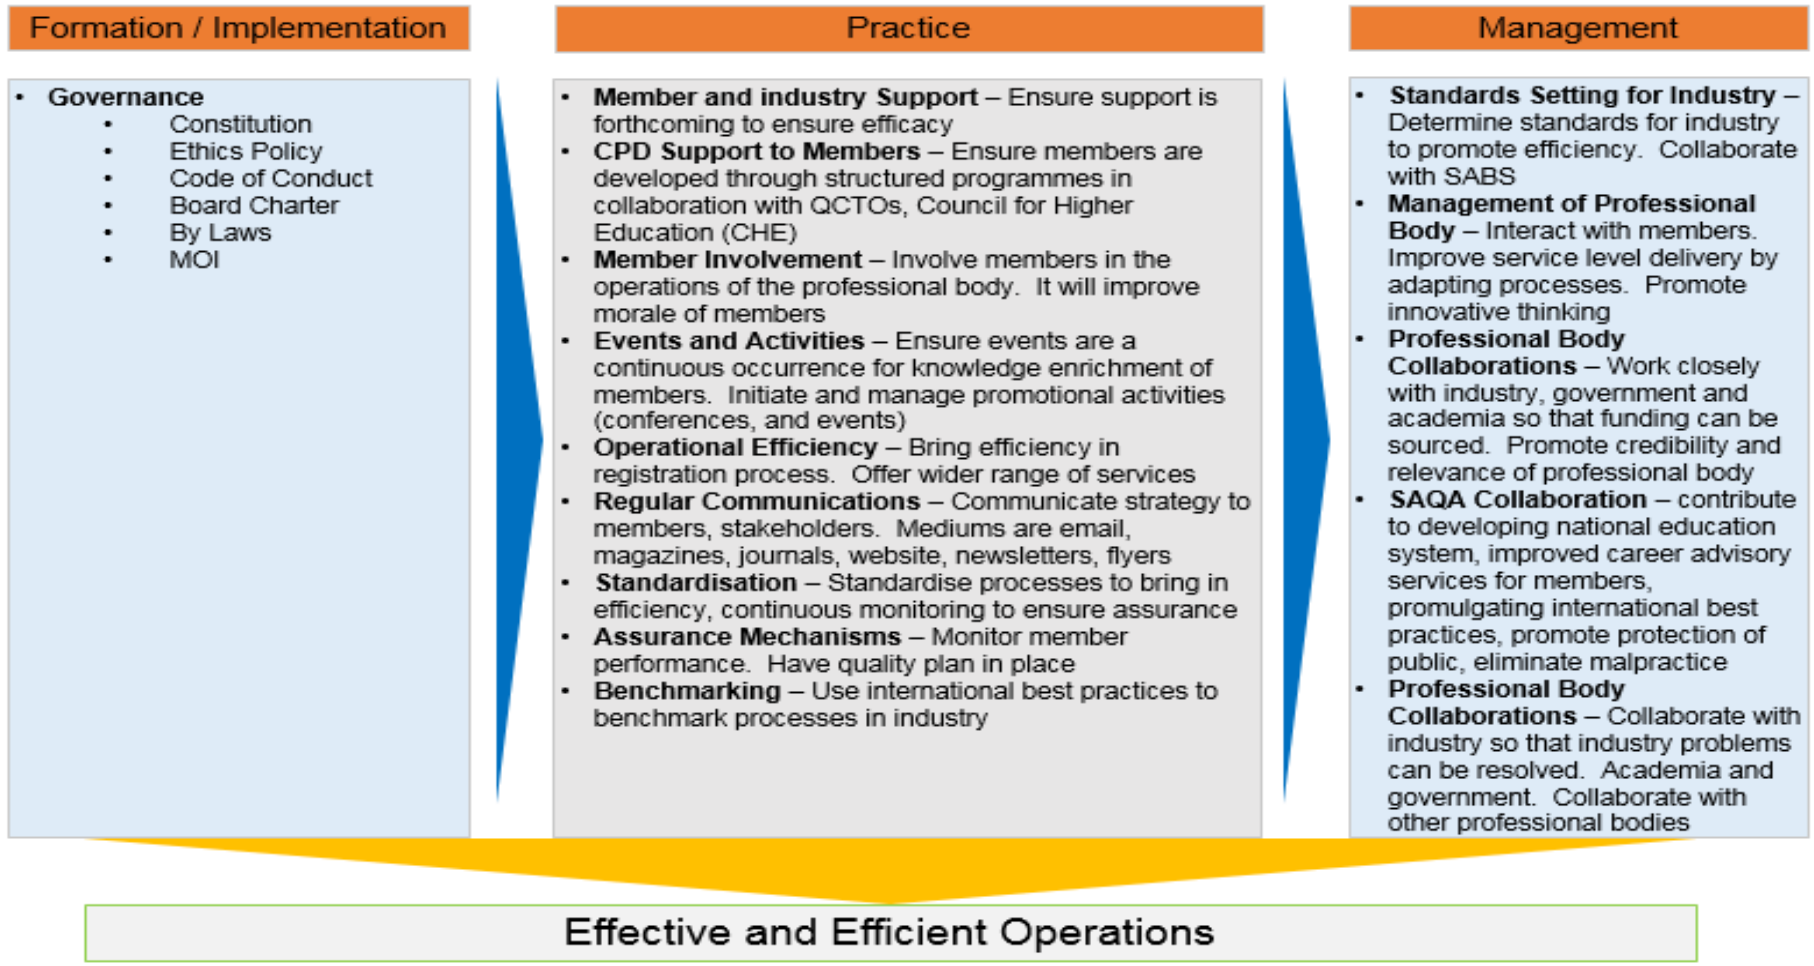 Formation / Implementation
• Governance
• Constitution
• Ethics Policy
• Code of Conduct
• Board Charter
• By Laws
• MOI
Practice
• Member and industry Support – Ensure support is
forthcoming to ensure efficacy
• CPD Support to Members – Ensure members are
developed through structured programmes in
collaboration with QCTOs, Council for Higher
Education (CHE)
• Member Involvement – Involve members in the
operations of the professional body. It will improve
morale of members
• Events and Activities – Ensure events are a
continuous occurrence for knowledge enrichment of
members. Initiate and manage promotional activities
(conferences, and events)
• Operational Efficiency – Bring efficiency in
registration process. Offer wider range of services
• Regular Communications – Communicate strategy to
members, stakeholders. Mediums are email,
magazines, journals, website, newsletters, flyers
• Standardisation – Standardise processes to bring in
efficiency, continuous monitoring to ensure assurance
• Assurance Mechanisms – Monitor member
performance. Have quality plan in place
• Benchmarking – Use international best practices to
benchmark processes in industry
Management
• Standards Setting for Industry –
Determine standards for industry
to promote efficiency. Collaborate
with SABS
• Management of Professional
Body – Interact with members.
Improve service level delivery by
adapting processes. Promote
innovative thinking
• Professional Body
Collaborations – Work closely
with industry, government and
academia so that funding can be
sourced. Promote credibility and
relevance of professional body
• SAQA Collaboration – contribute
to developing national education
system, improved career advisory
services for members,
promulgating international best
practices, promote protection of
public, eliminate malpractice
• Professional Body
Collaborations – Collaborate with
industry so that industry problems
can be resolved. Academia and
government. Collaborate with
other professional bodies
Effective and Efficient Operations